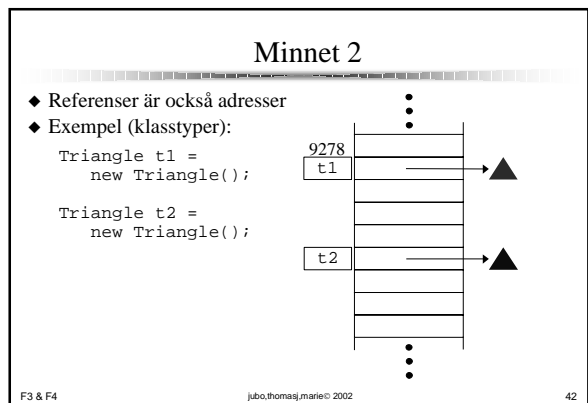 Minnet 2
◆ Referenser är också adresser
◆ Exempel (klasstyper):
Triangle t1 =
new Triangle();
Triangle t2 =
new Triangle();
9278
t1
t2
F3 & F4
jubo,thomasj,marie© 2002
42